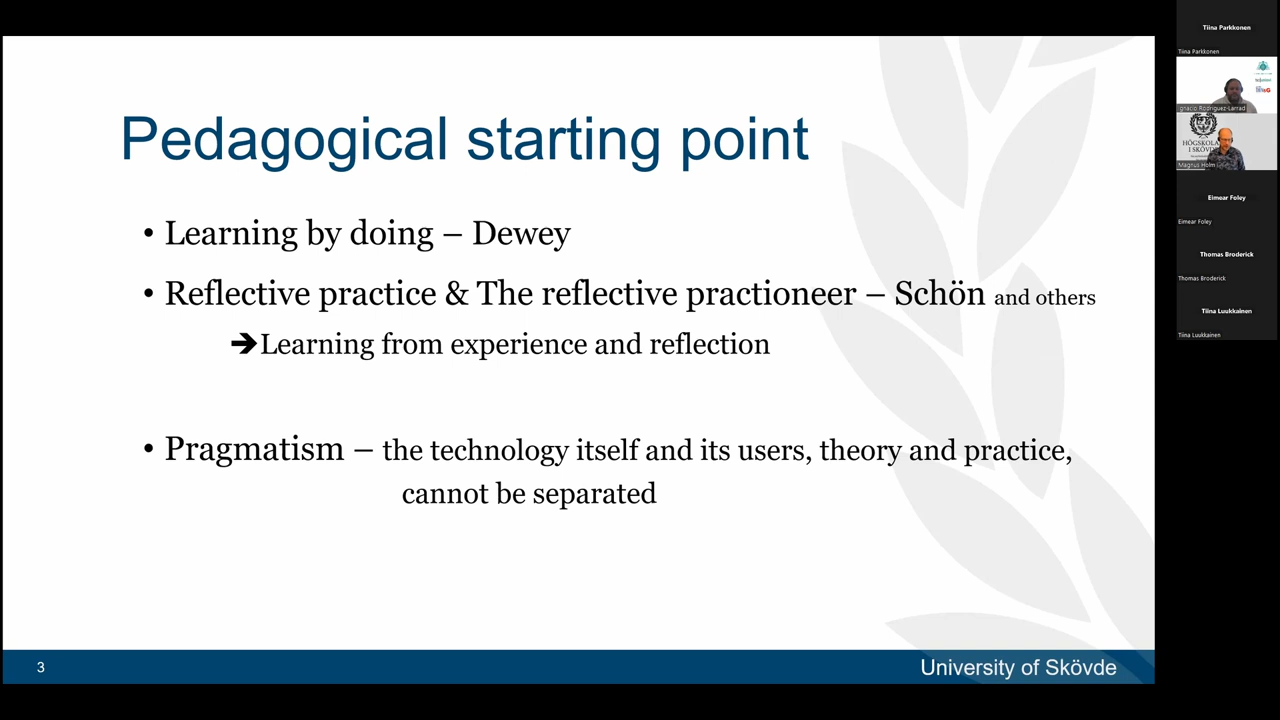 Pedagogical starting point
• Learning by doing – Dewey
• Reflective practice & The reflective practioneer – Schön and others
➔Learning from experience and reflection
• Pragmatism – the technology itself and its users, theory and practice,
cannot be separated
3
University of Skövde
Tiina Parkkonen
Tiina Parkkonen
Ignacio Rodríguez-Larrad
HÖGSKOLA
I SKÖVDE
Magnus Holm
Eimear Foley
Eimear Foley
Thomas Broderick
Thomas Broderick
Tiina Luukkainen
Tiina Luukkainen